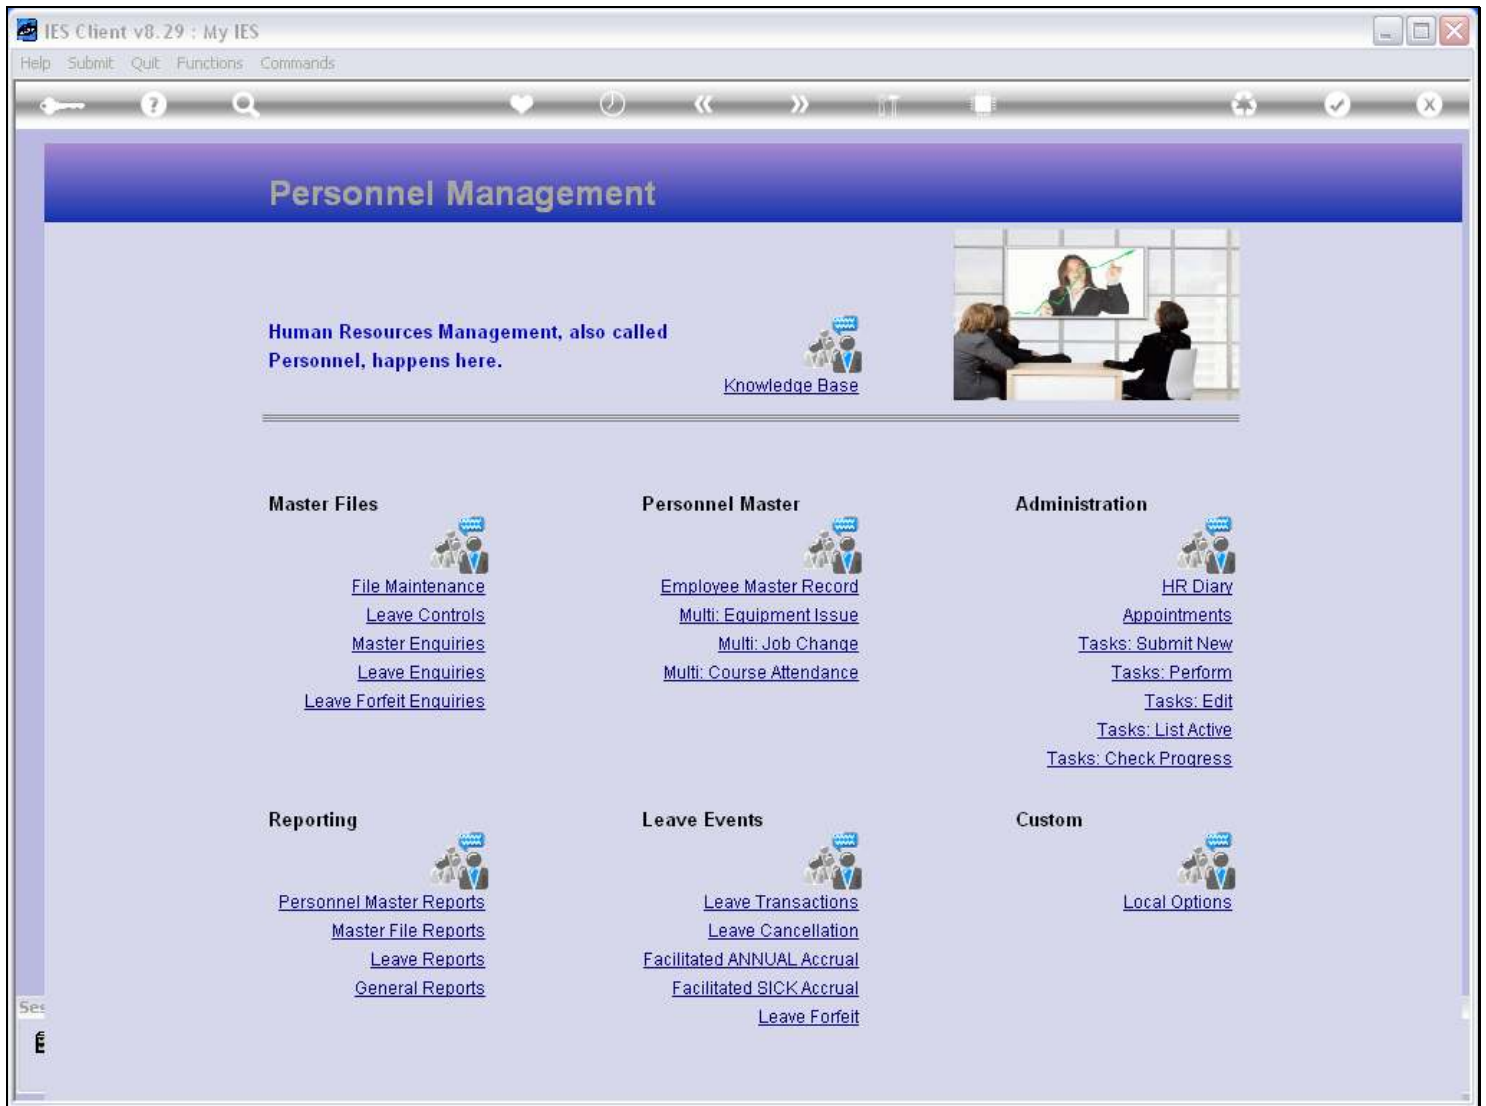 IES Client v8.29 : My IES
Help Submit Quit Functions Commands
Personnel Management
Human Resources Management, also called
Personnel, happens here.
Knowledge Base
Master Files
File Maintenance
Leave Controls
Master Enquiries
Leave Enquiries
Leave Forfeit Enquiries
Personnel Master
Employee Master Record
Multi: Equipment Issue
Multi: Job Change
Multi: Course Attendance
Administration
HR Diary
Appointments
Tasks: Submit New
Tasks: Perform
Tasks: Edit
Tasks: List Active
Tasks: Check Progress
Reporting
Personnel Master Reports
Master File Reports
Leave Reports
General Reports
Leave Events
Leave Transactions
Leave Cancellation
Facilitated ANNUAL Accrual
Facilitated SICK Accrual
Leave Forfeit
Custom
Local Options